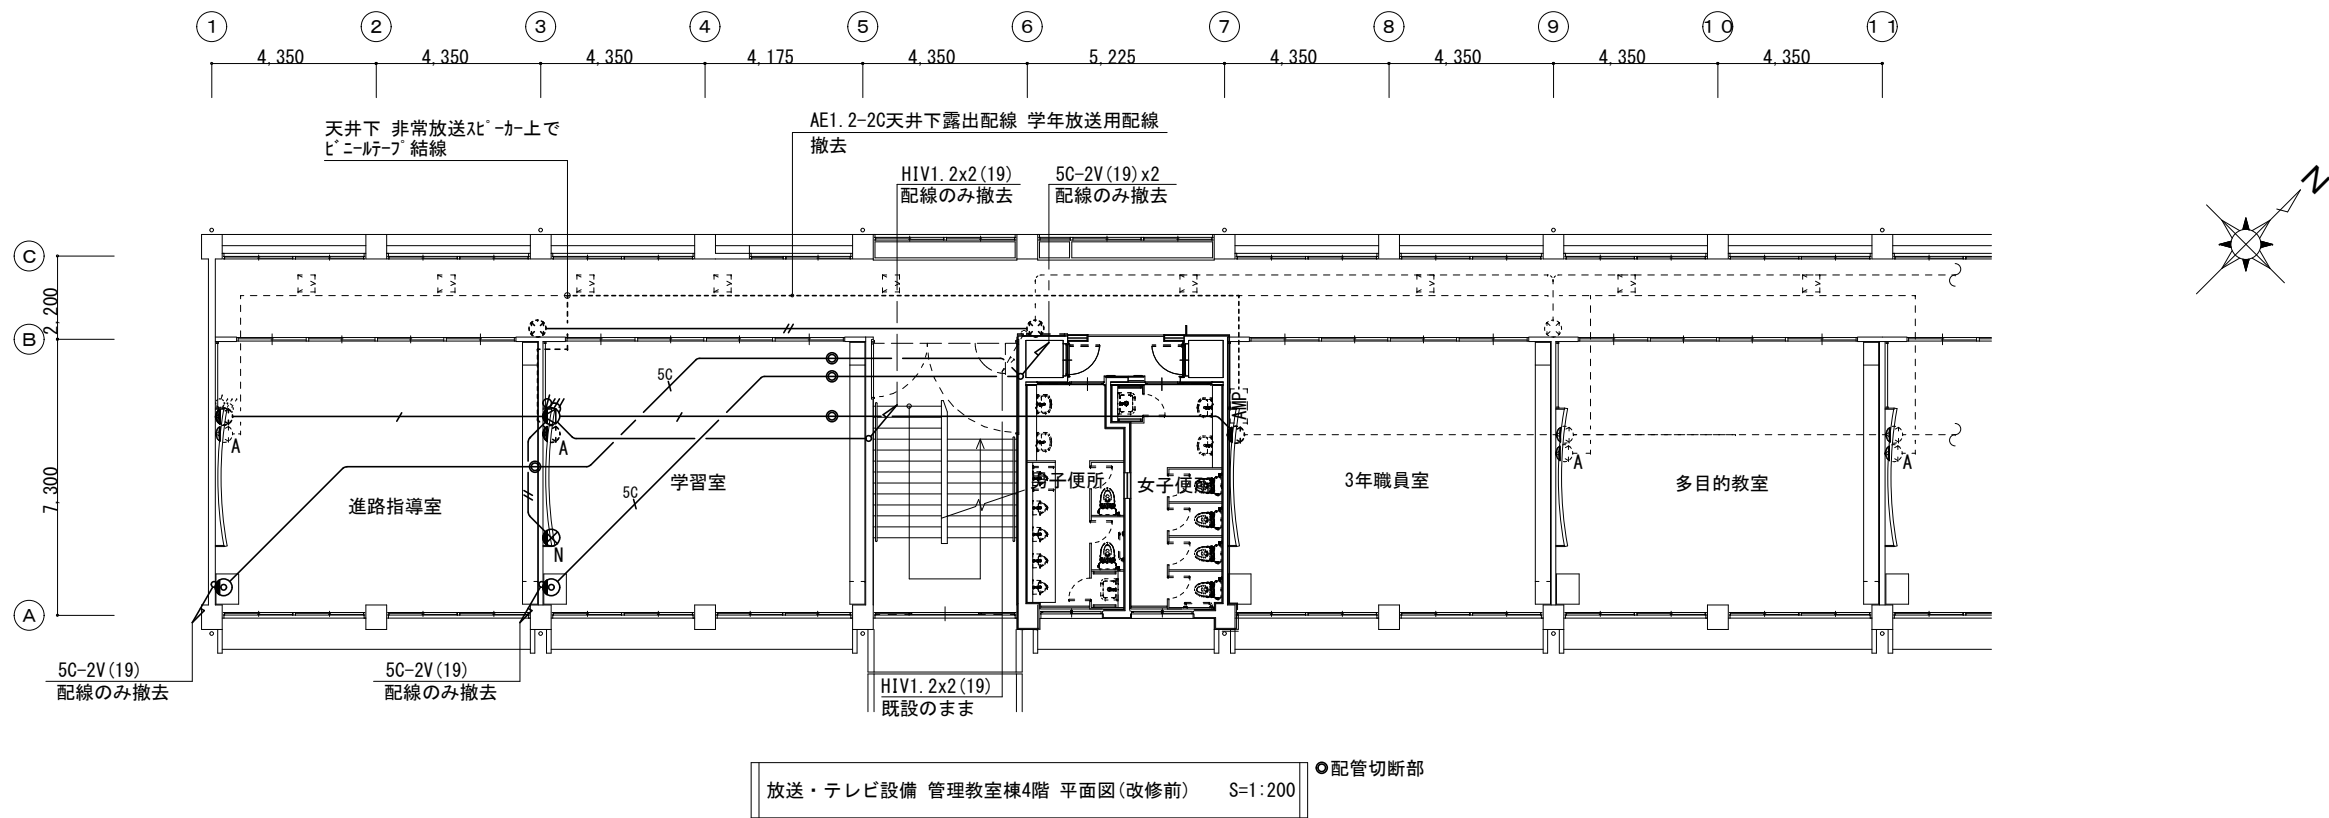 1 2 3 4 5 6 7 8 9 10 11
4,350 4,350 4,350 4,175 4,350 5,225 4,350 4,350 4,350 4,350
天井下 非常放送ｽﾋﾟｰｶｰ上で
ﾋﾞﾆｰﾙﾃｰﾌﾟ結線
AE1.2-2C天井下露出配線 学年放送用配線
撤去
HIV1.2x2(19)
配線のみ撤去
5C-2V(19)x2
配線のみ撤去
N
C
2,200
B
7,300
A
5C
5C
AMP
A
A
A
A
N
進路指導室
学習室
男子便所
女子便所
3年職員室
多目的教室
5C-2V(19)
配線のみ撤去
5C-2V(19)
配線のみ撤去
HIV1.2x2(19)
既設のまま
配管切断部
放送・テレビ設備 管理教室棟4階 平面図(改修前) S=1:200